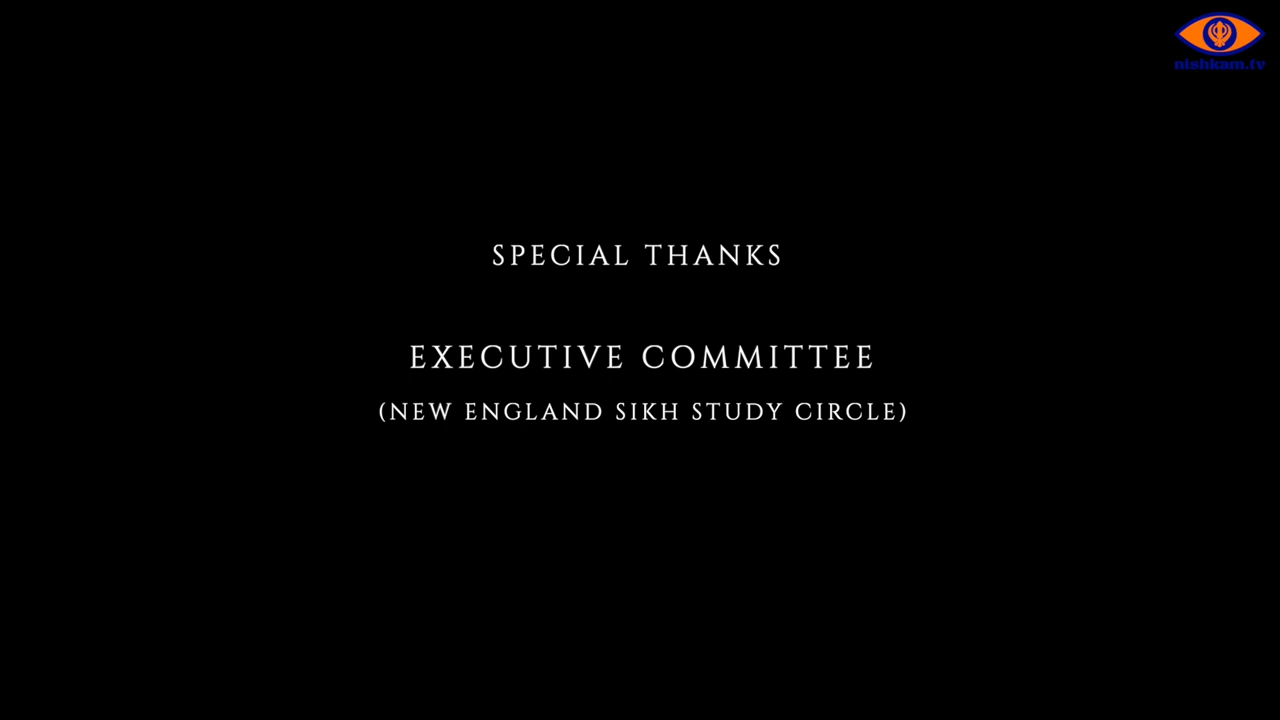 nishkam.tv
SPECIAL THANKS
EXECUTIVE COMMITTEE
(NEW ENGLAND SIKH STUDY CIRCLE)